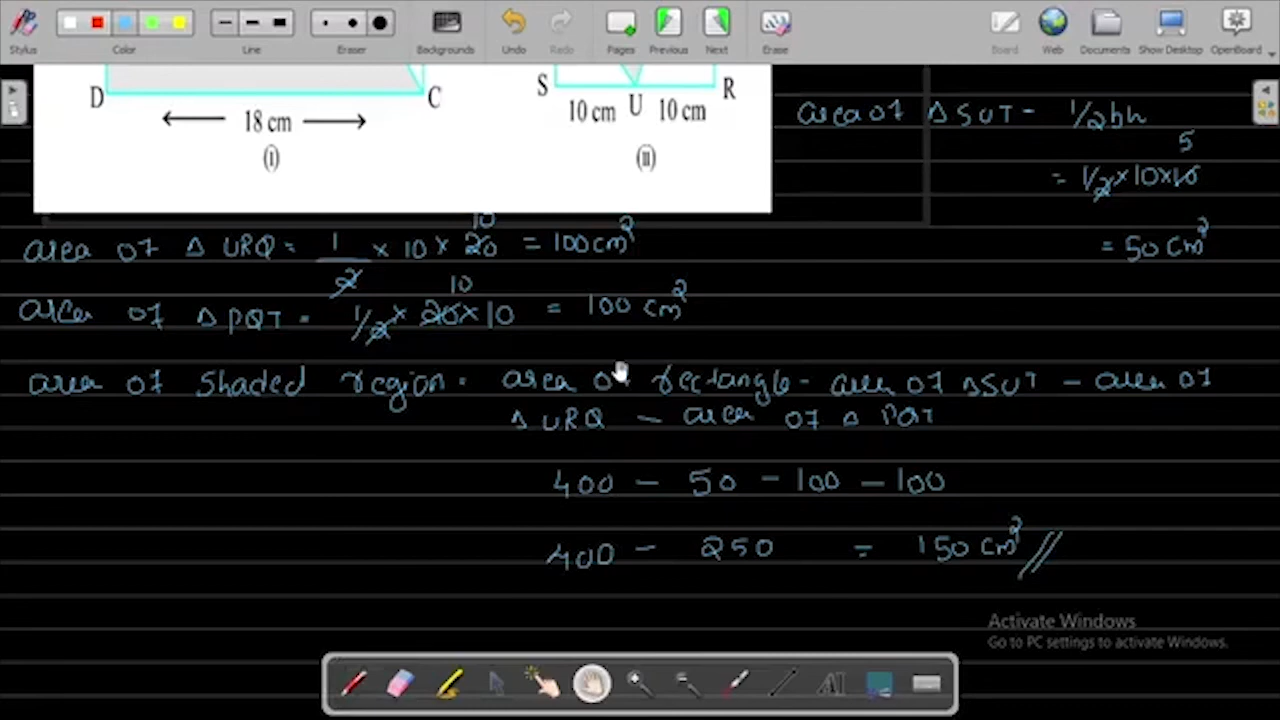 Stylus Color Line Eraser Backgrounds Undo Redo Pages Previous Next Erase Board Web Documents Show Desktop OpenBoard
D C S U R
18 cm 10 cm 10 cm
(I) (II)
area of Δ SUT = 1/2bh
5
= 1/2 × 10 × 10
= 50 cm²
10
area of Δ URQ = 1/2 × 10 × 20 = 100 cm²
10
area of Δ PQT = 1/2 × 20 × 10 = 100 cm²
area of shaded region = area of rectangle - area of ΔSUT - area of
Δ URQ - area of Δ PQT
400 - 50 - 100 - 100
400 - 250 = 150 cm² //
Activate Windows
Go to PC settings to activate Windows.
AI